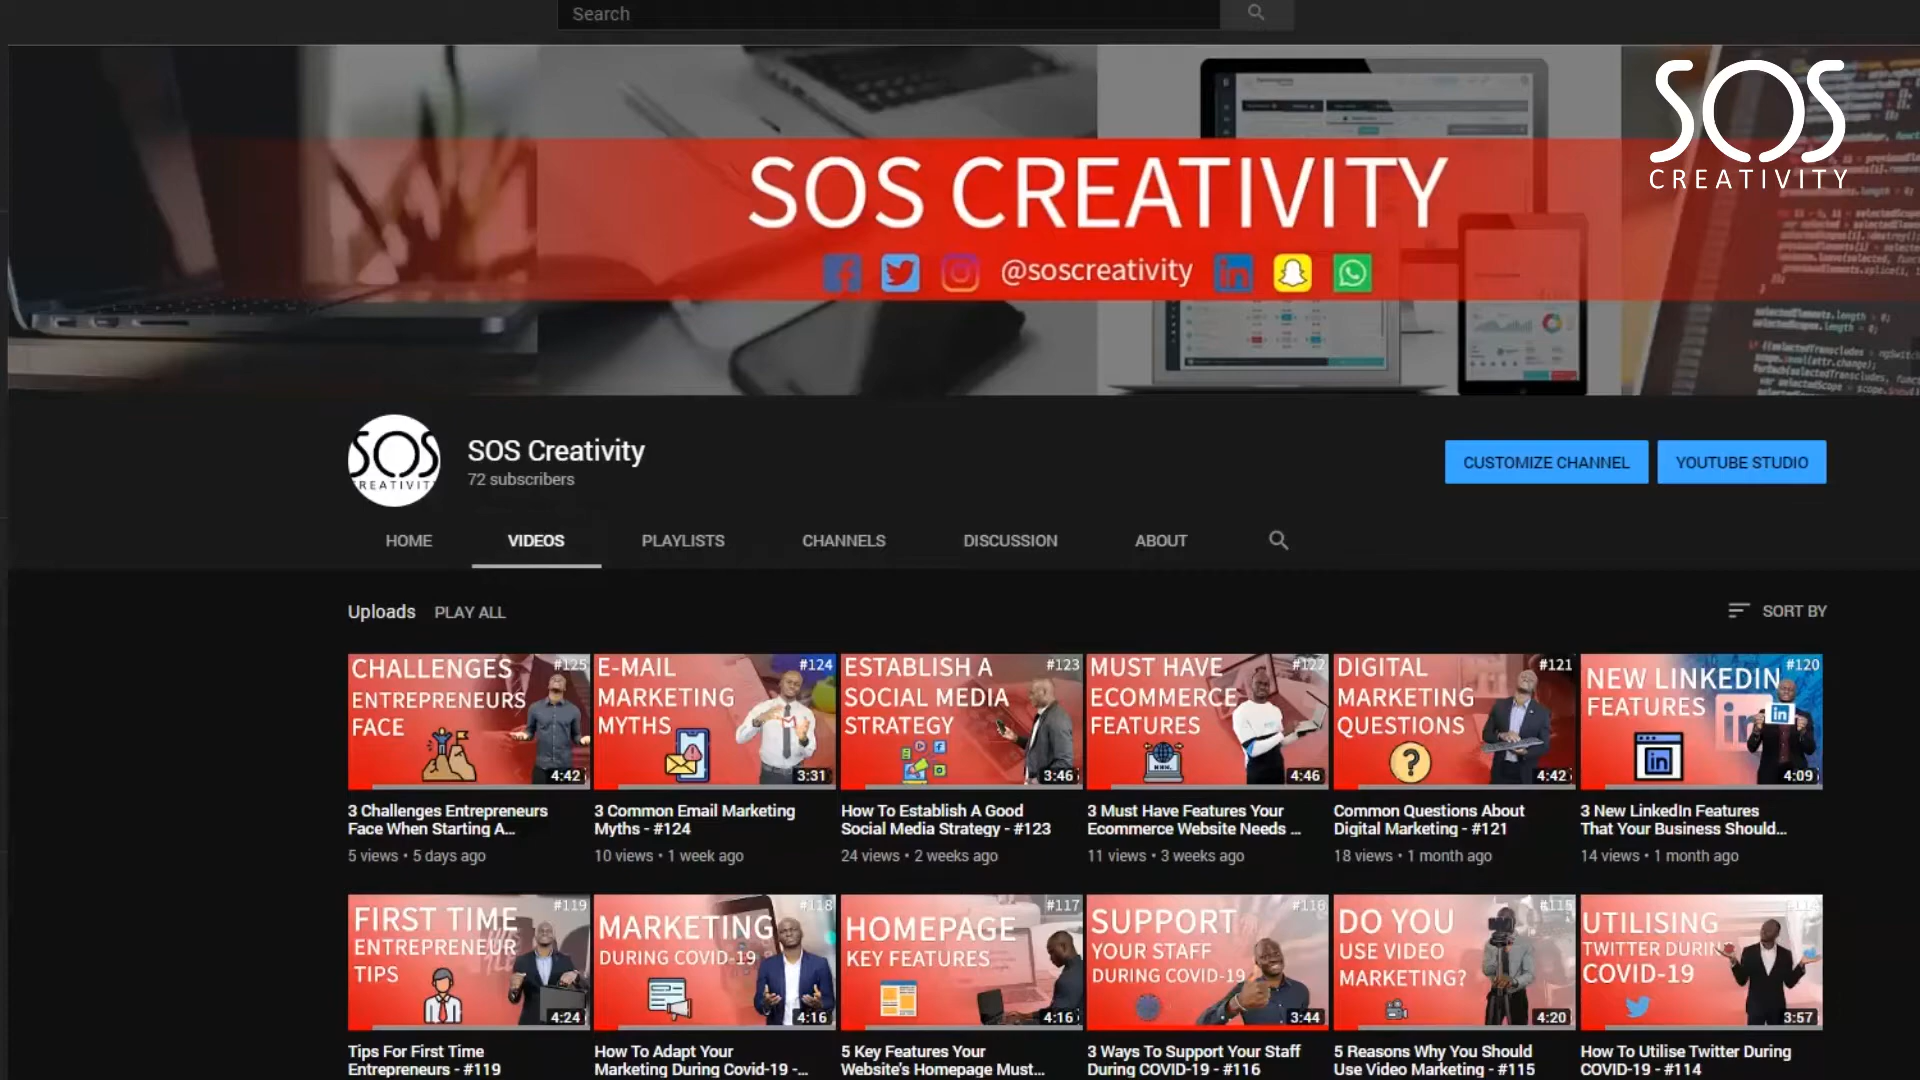 Search
SOS
CREATIVITY
SOS CREATIVITY
@soscreativity
SOS Creativity
72 subscribers
CUSTOMIZE CHANNEL
YOUTUBE STUDIO
HOME
VIDEOS
PLAYLISTS
CHANNELS
DISCUSSION
ABOUT
Uploads
PLAY ALL
SORT BY
CHALLENGES
ENTREPRENEURS
FACE
#125
4:42
E-MAIL
MARKETING
MYTHS
#124
3:31
ESTABLISH A
SOCIAL MEDIA
STRATEGY
#123
3:46
MUST HAVE
ECOMMERCE
FEATURES
#122
4:46
DIGITAL
MARKETING
QUESTIONS
#121
4:42
NEW LINKEDIN
FEATURES
#120
4:09
3 Challenges Entrepreneurs
Face When Starting A...
5 views • 5 days ago
3 Common Email Marketing
Myths - #124
10 views • 1 week ago
How To Establish A Good
Social Media Strategy - #123
24 views • 2 weeks ago
3 Must Have Features Your
Ecommerce Website Needs ...
11 views • 3 weeks ago
Common Questions About
Digital Marketing - #121
18 views • 1 month ago
3 New LinkedIn Features
That Your Business Should...
14 views • 1 month ago
FIRST TIME
ENTREPRENEUR
TIPS
#119
4:24
MARKETING
DURING COVID-19
#118
4:16
HOMEPAGE
KEY FEATURES
#117
4:16
SUPPORT
YOUR STAFF
DURING COVID-19
#116
3:44
DO YOU
USE VIDEO
MARKETING?
#115
4:20
UTILISING
TWITTER DURING
COVID-19
#114
3:57
Tips For First Time
Entrepreneurs - #119
How To Adapt Your
Marketing During Covid-19 -...
5 Key Features Your
Website's Homepage Must...
3 Ways To Support Your Staff
During COVID-19 - #116
5 Reasons Why You Should
Use Video Marketing - #115
How To Utilise Twitter During
COVID-19 - #114